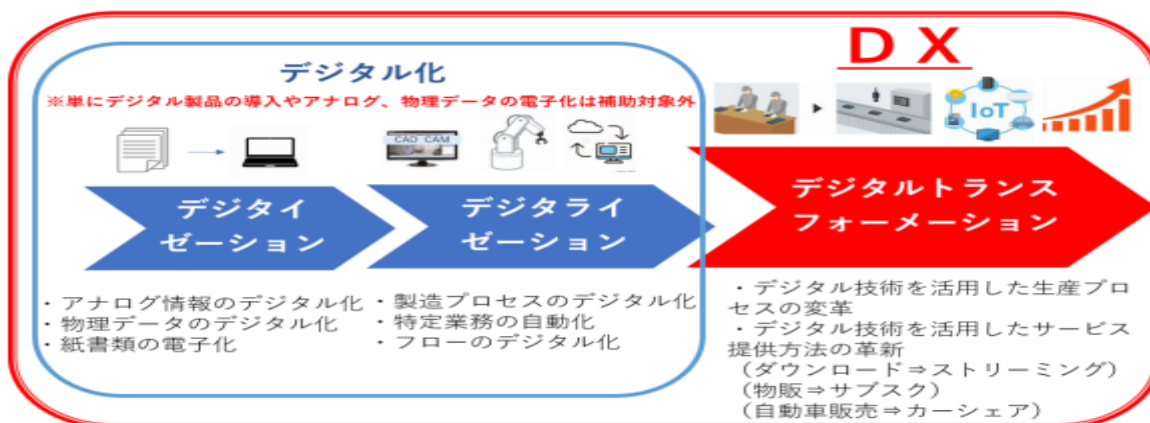 デジタル化
※単にデジタル製品の導入やアナログ、物理データの電子化は補助対象外
CAD CAM
デジタイ
ゼーション
・アナログ情報のデジタル化
・物理データのデジタル化
・紙書類の電子化
デジタライ
ゼーション
・製造プロセスのデジタル化
・特定業務の自動化
・フローのデジタル化
DX
IoT
デジタルトランス
フォーメーション
・デジタル技術を活用した生産プロ
セスの変革
・デジタル技術を活用したサービス
提供方法の革新
(ダウンロード⇒ストリーミング)
(物販⇒サブスク)
(自動車販売⇒カーシェア)